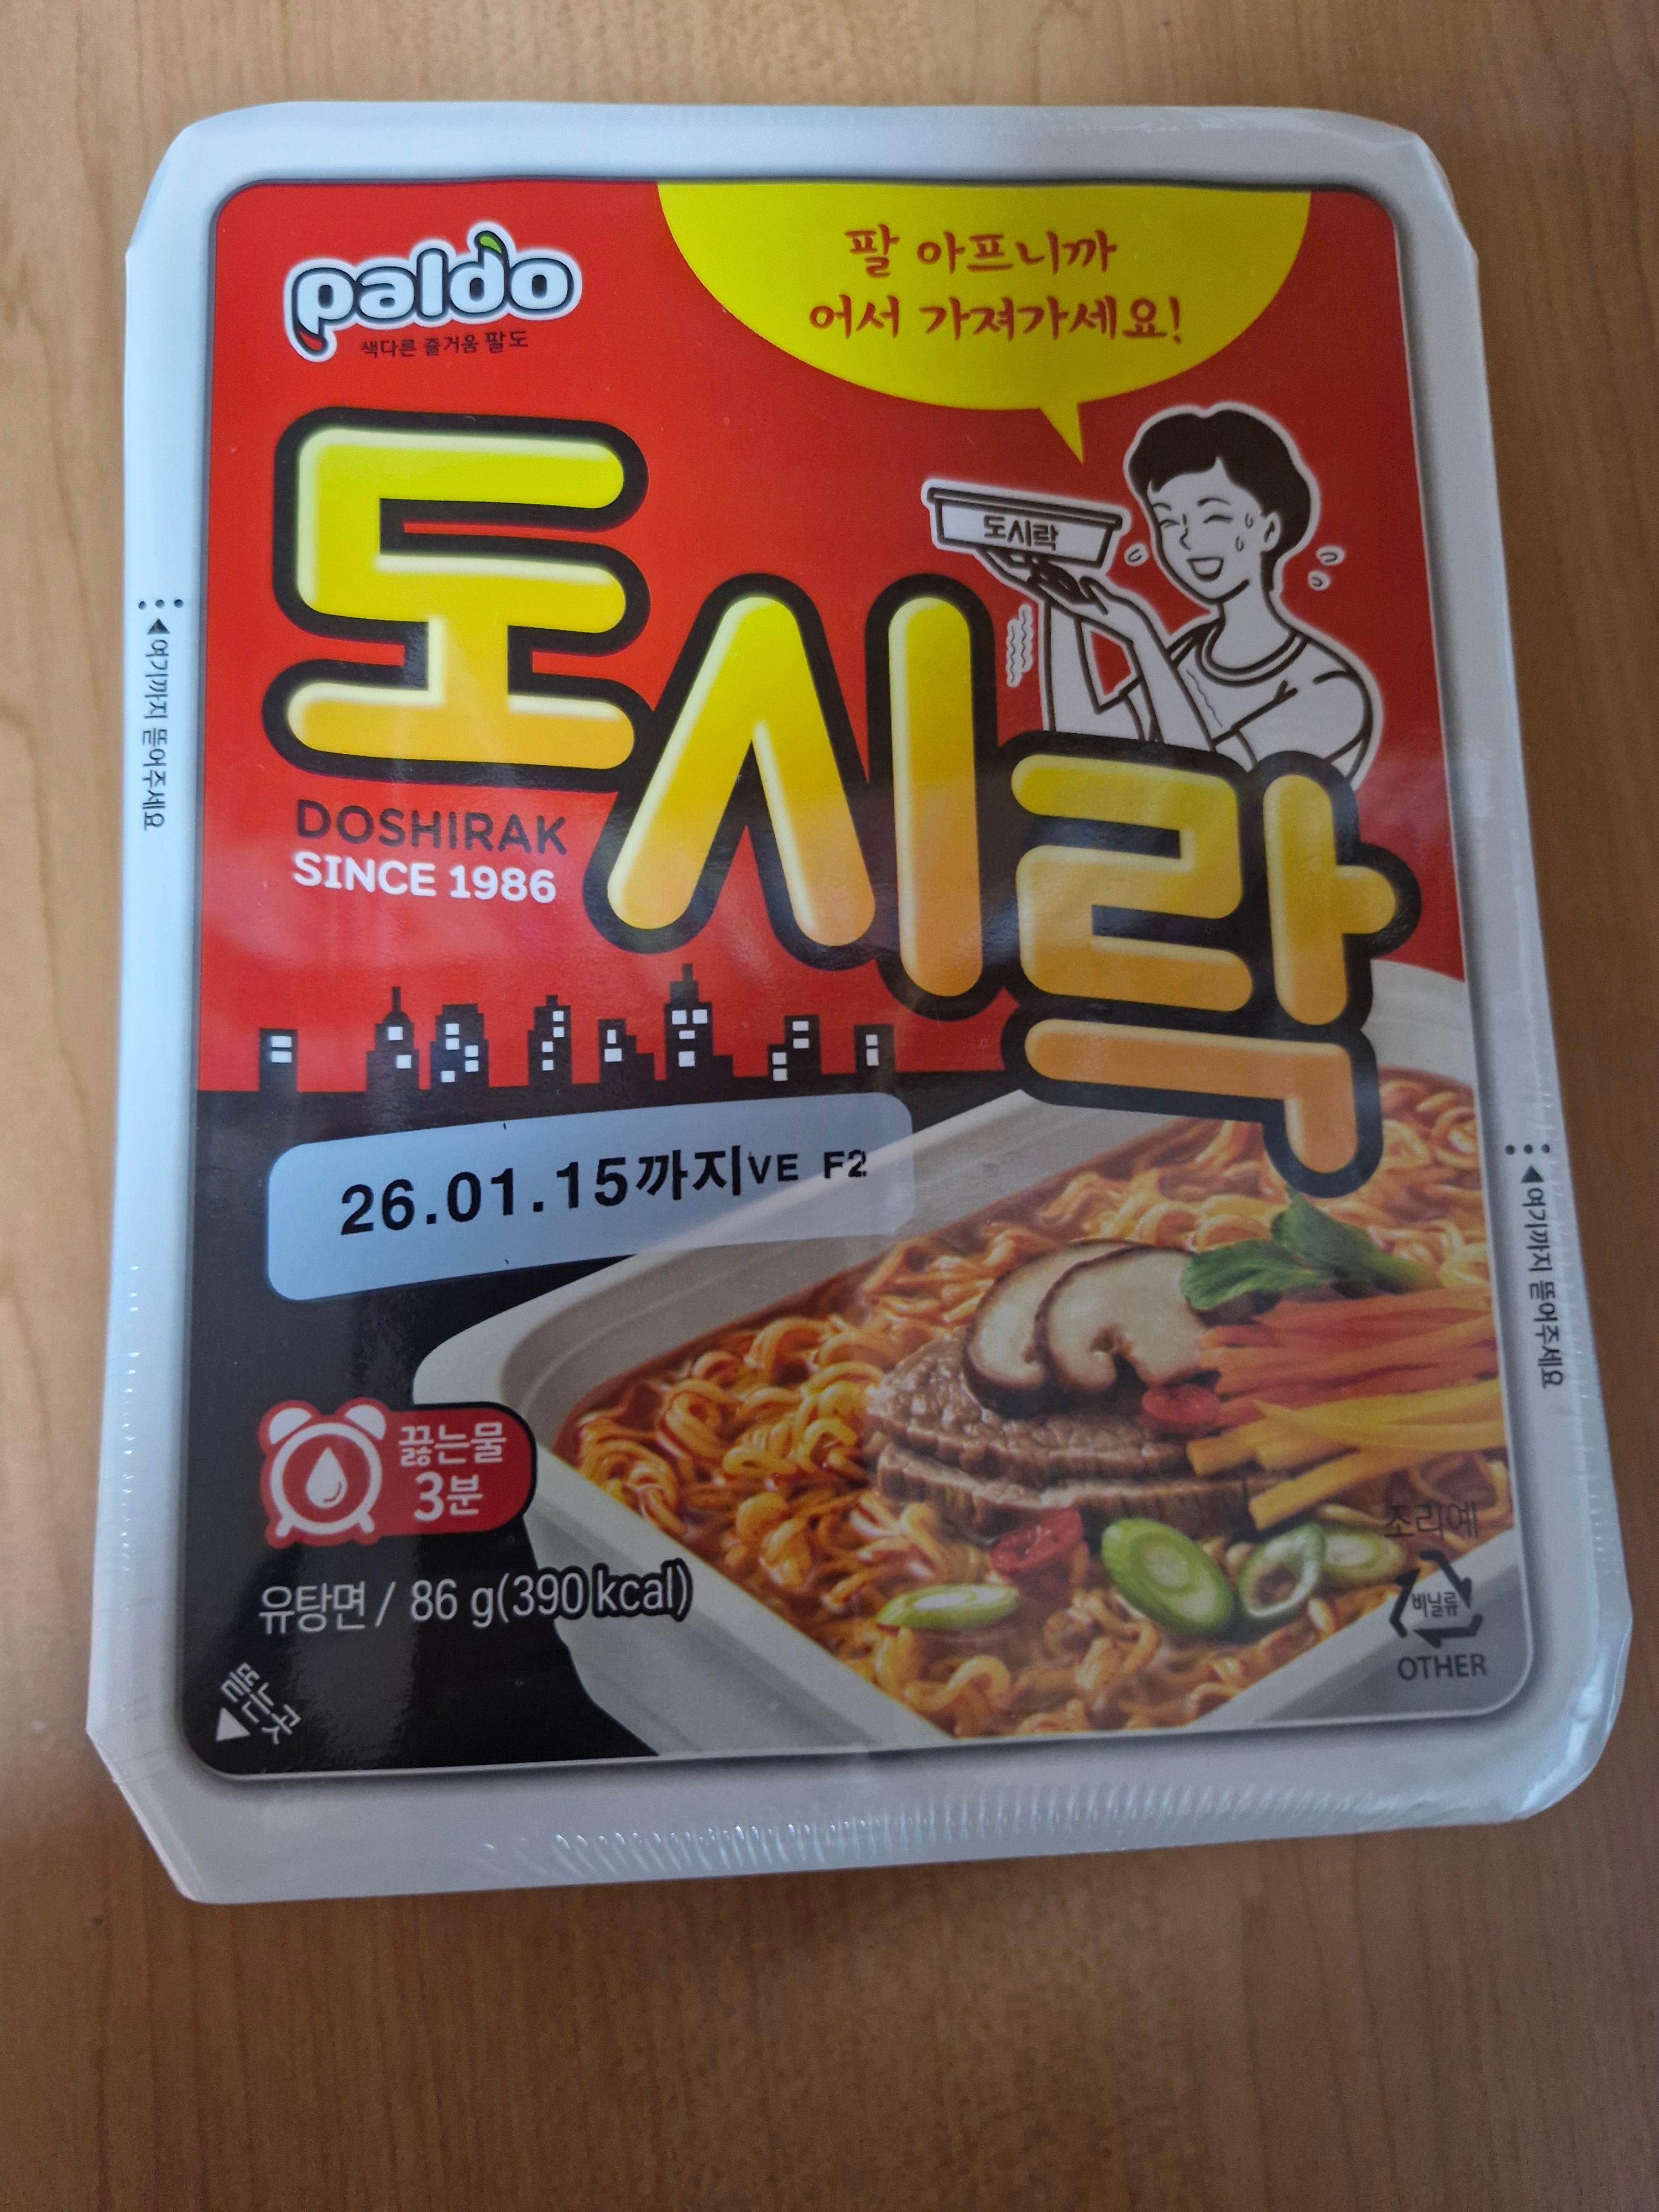 paldo
색다른 즐거움 팔도
팔 아프니까
어서 가져가세요!
도시락
도시락
DOSHIRAK
SINCE 1986
◀여기까지 뜯어주세요
26.01.15까지VE F2
◀여기까지 뜯어주세요
끓는물
3분
조리예
유탕면 / 86 g(390 kcal)
비닐류
OTHER
뜯는곳